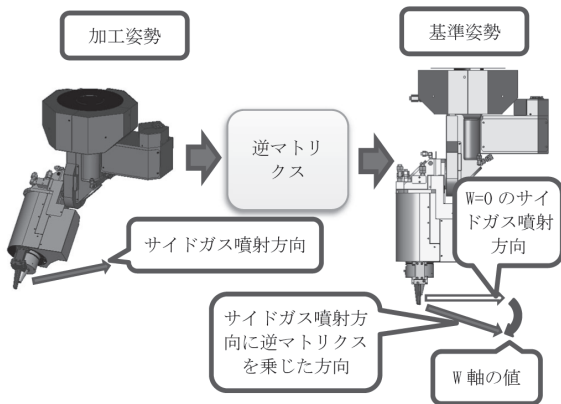 加工姿勢
基準姿勢
逆マトリ
クス
W=0 のサイ
ドガス噴射
方向
サイドガス噴射方向
サイドガス噴射方
向に逆マトリクス
を乗じた方向
W 軸の値